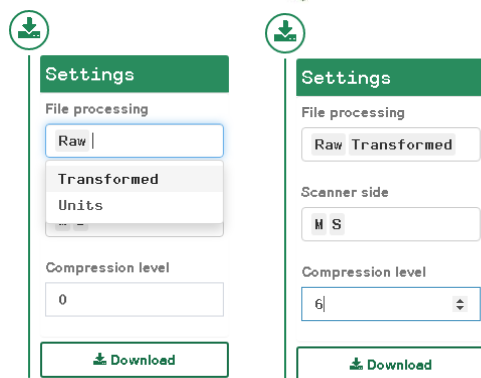 Settings
File processing
Raw
Transformed
Units
Compression level
0
Download
Settings
File processing
Raw Transformed
Scanner side
M S
Compression level
6
Download